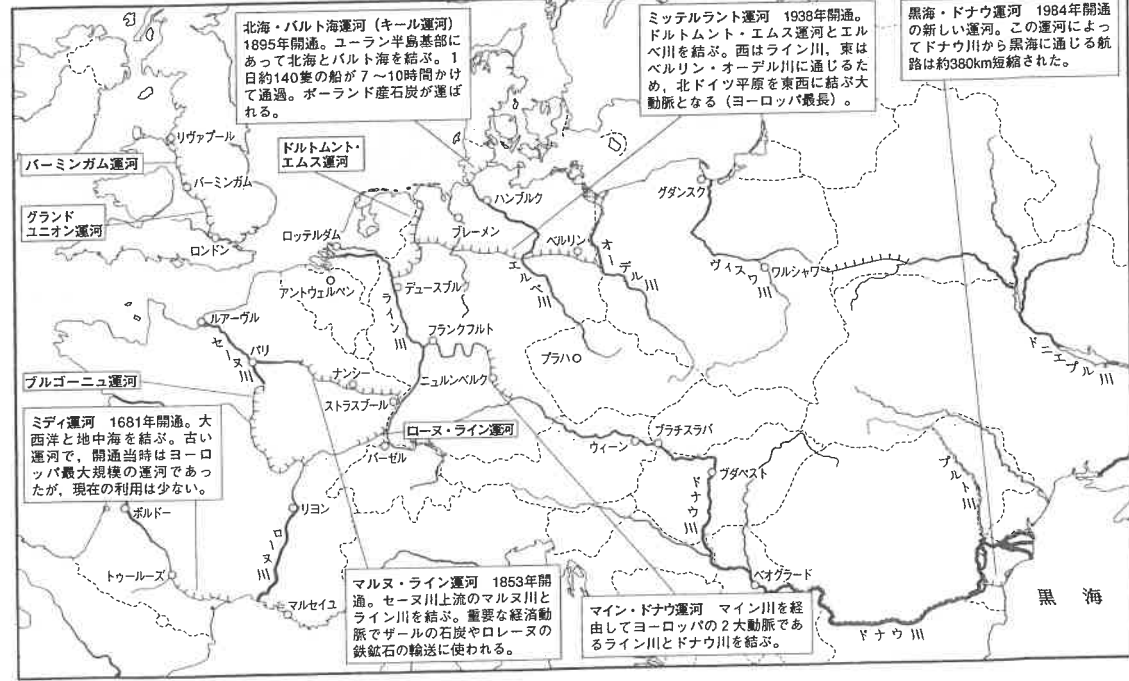 北海・バルト海運河(キール運河)
1895年開通。ユーラン半島基部に
あって北海とバルト海を結ぶ。1
日約140隻の船が7〜10時間かけ
て通過。ポーランド産石炭が運ば
れる。
ミッテルラント運河 1938年開通。
ドルトムント・エムス運河とエル
ベ川を結ぶ。西はライン川,東は
ベルリン・オーデル川に通じるた
め,北ドイツ平原を東西に結ぶ大
動脈となる(ヨーロッパ最長)。
黒海・ドナウ運河 1984年開通
の新しい運河。この運河によっ
てドナウ川から黒海に通じる航
路は約380km短縮された。
リヴァプール
バーミンガム運河
バーミンガム
グランド
ユニオン運河
ロンドン
ドルトムント・
エムス運河
ハンブルク
グダンスク
ブレーメン
ロッテルダム
ベルリン
オーデル川
エルベ川
ヴィスワ川
ワルシャワ
アントウェルペン
デュースブル
ライン川
ルアーヴル
セーヌ川
パリ
フランクフルト
プラハ
ドニエプル川
ナンシー
ニュルンベルク
ブルゴーニュ運河
ストラスブール
ローヌ・ライン運河
バーゼル
ウィーン
ブラチスラバ
ブダペスト
ドナウ川
プルト川
ミディ運河 1681年開通。大
西洋と地中海を結ぶ。古い
運河で,開通当時はヨーロ
ッパ最大規模の運河であっ
たが,現在の利用は少ない。
ボルドー
リヨン
ローヌ川
トゥールーズ
マルセイユ
ベオグラード
ドナウ川
黒海
マルヌ・ライン運河 1853年開
通。セーヌ川上流のマルヌ川と
ライン川を結ぶ。重要な経済動
脈でザールの石炭やロレーヌの
鉄鉱石の輸送に使われる。
マイン・ドナウ運河 マイン川を経
由してヨーロッパの2大動脈であ
るライン川とドナウ川を結ぶ。